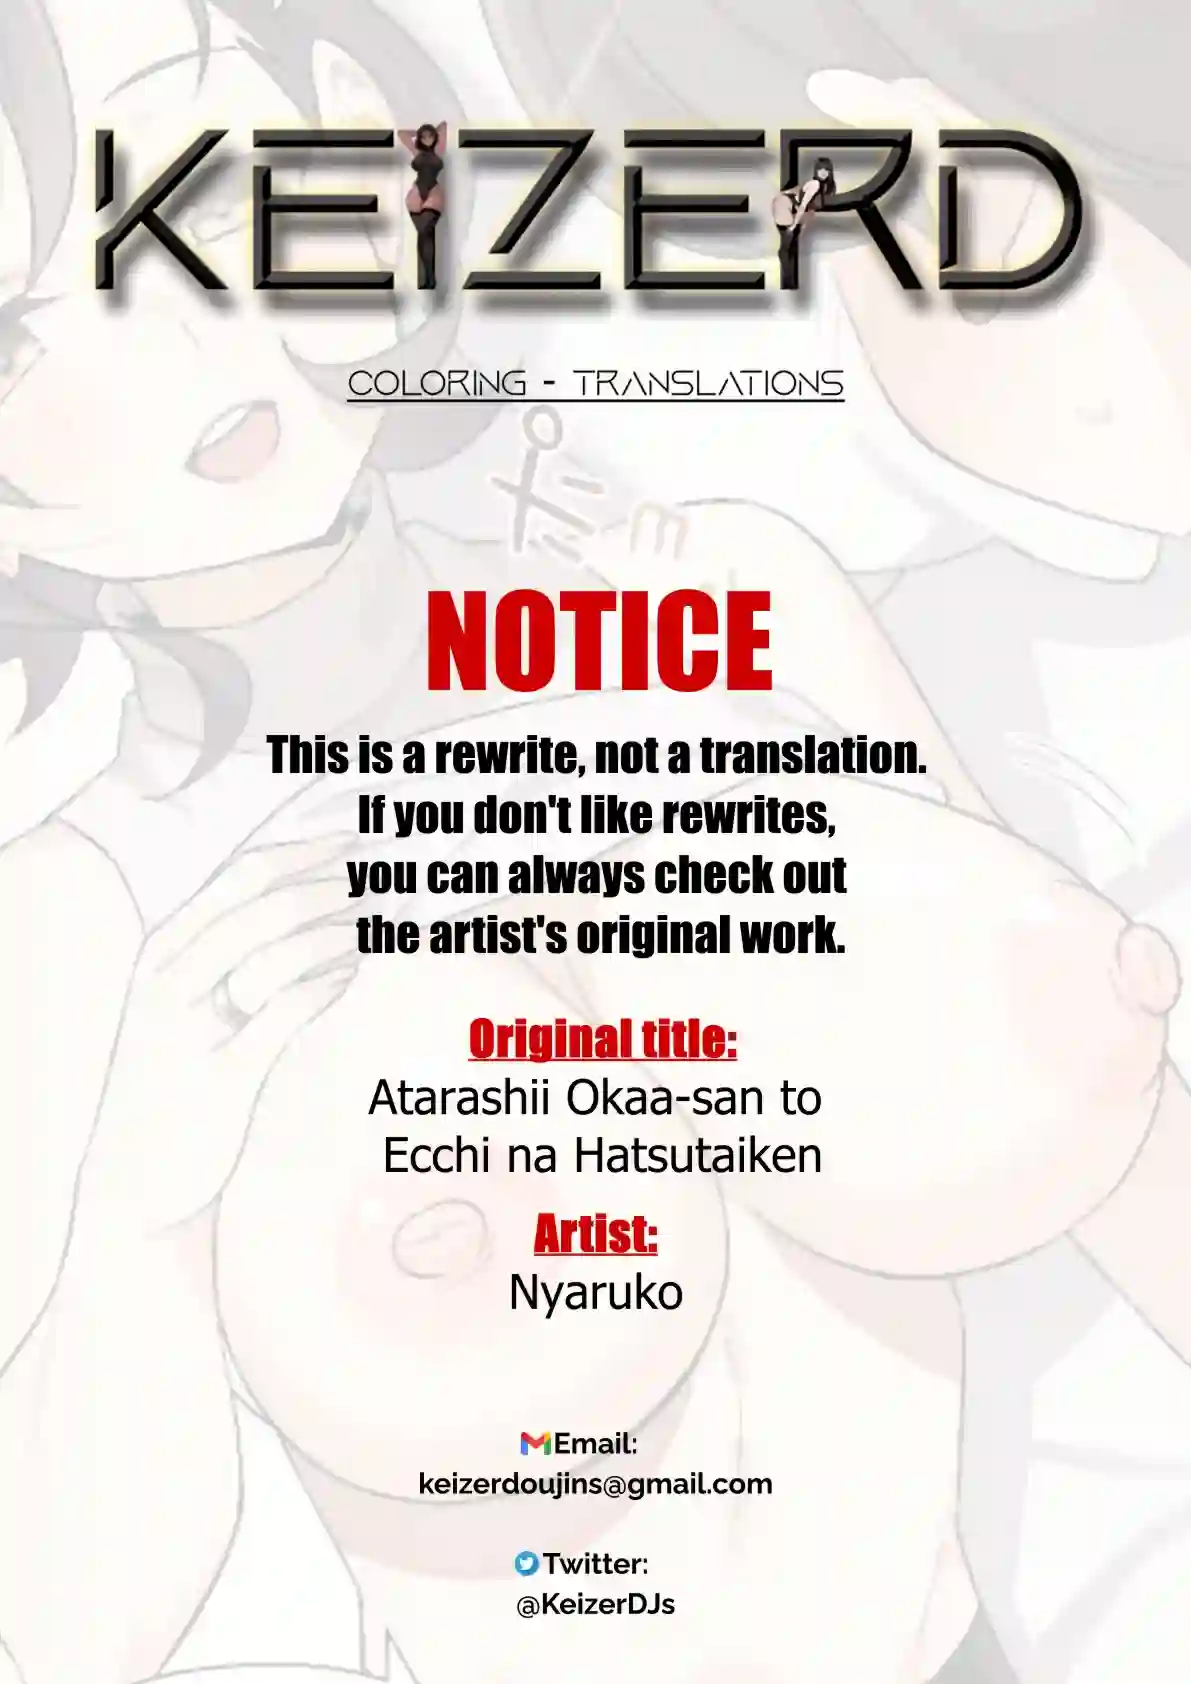 KEIZERD
COLORING - TRANSLATIONS
NOTICE
This is a rewrite, not a translation.
If you don't like rewrites,
you can always check out
the artist's original work.
Original title:
Atarashii Okaa-san to
Ecchi na Hatsutaiken
Artist:
Nyaruko
Email:
keizerdoujins@gmail.com
Twitter:
@KeizerDJs